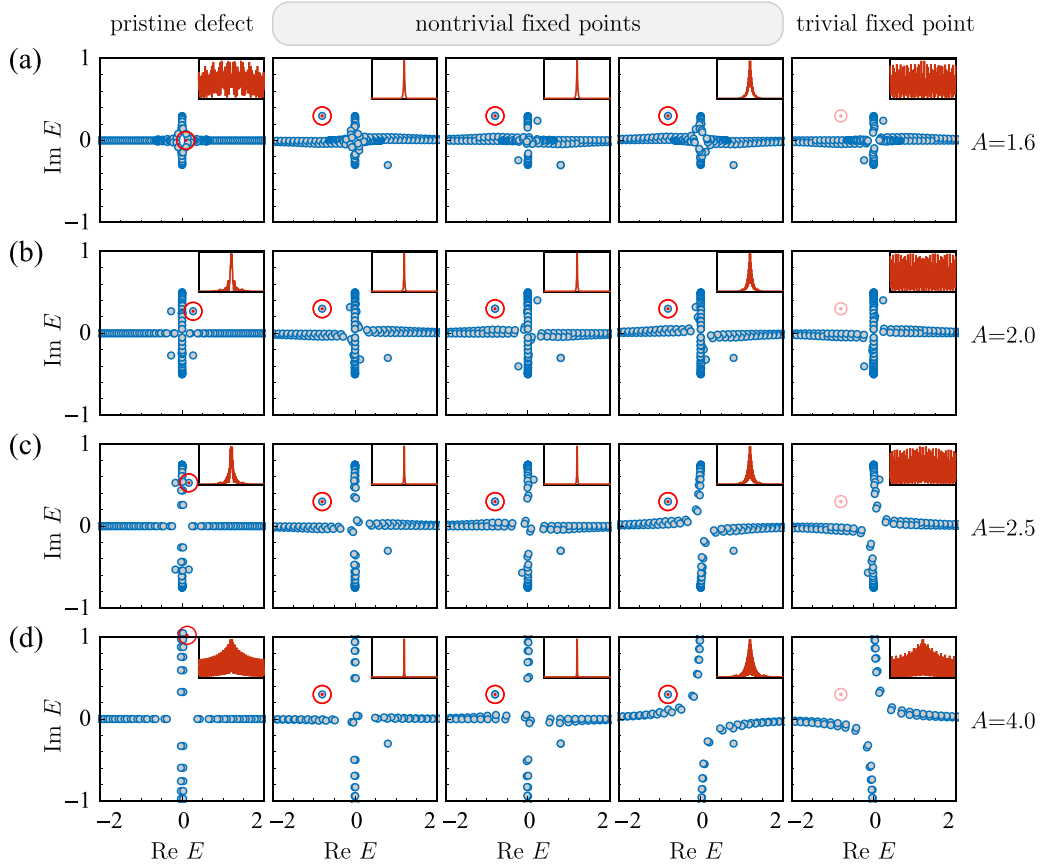 pristine defect nontrivial fixed points trivial fixed point
(a) 1 0 −1 Im E A=1.6
(b) 1 0 −1 Im E A=2.0
(c) 1 0 −1 Im E A=2.5
(d) 1 0 −1 Im E A=4.0
−2 0 2 −2 0 2 −2 0 2 −2 0 2 −2 0 2
Re E Re E Re E Re E Re E